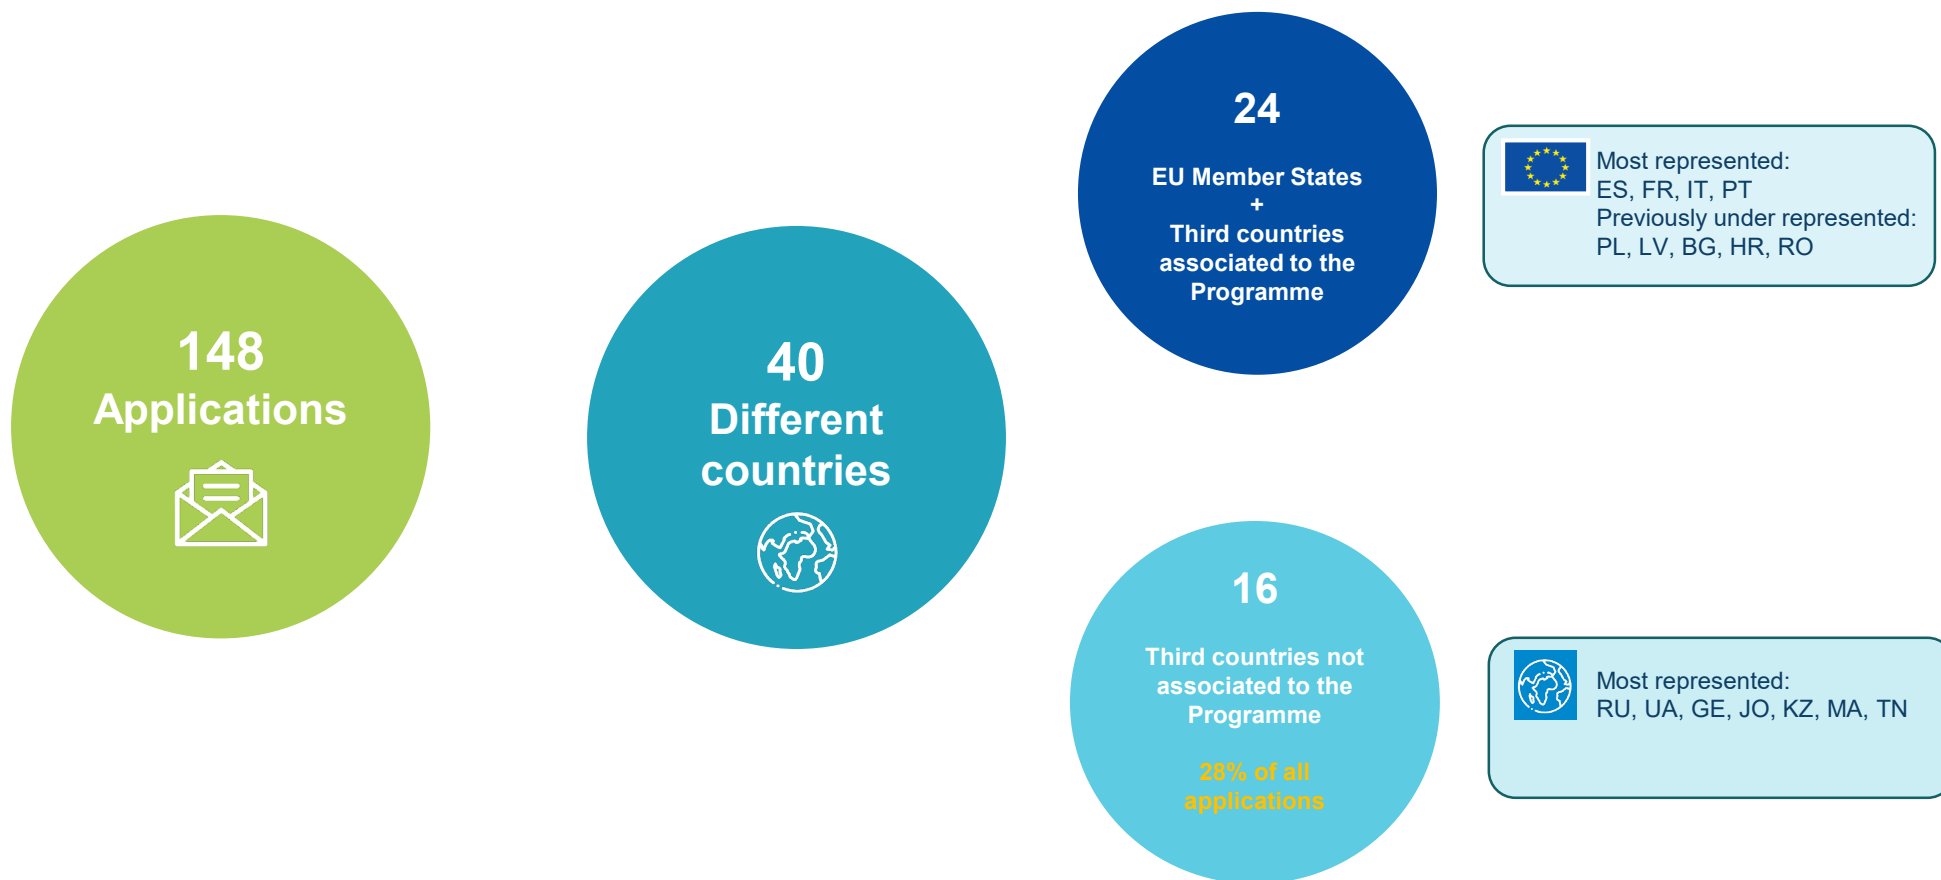 148
Applications
40
Different
countries
24
EU Member States
+
Third countries
associated to the
Programme
Most represented:
ES, FR, IT, PT
Previously under represented:
PL, LV, BG, HR, RO
16
Third countries not
associated to the
Programme
28% of all
applications
Most represented:
RU, UA, GE, JO, KZ, MA, TN